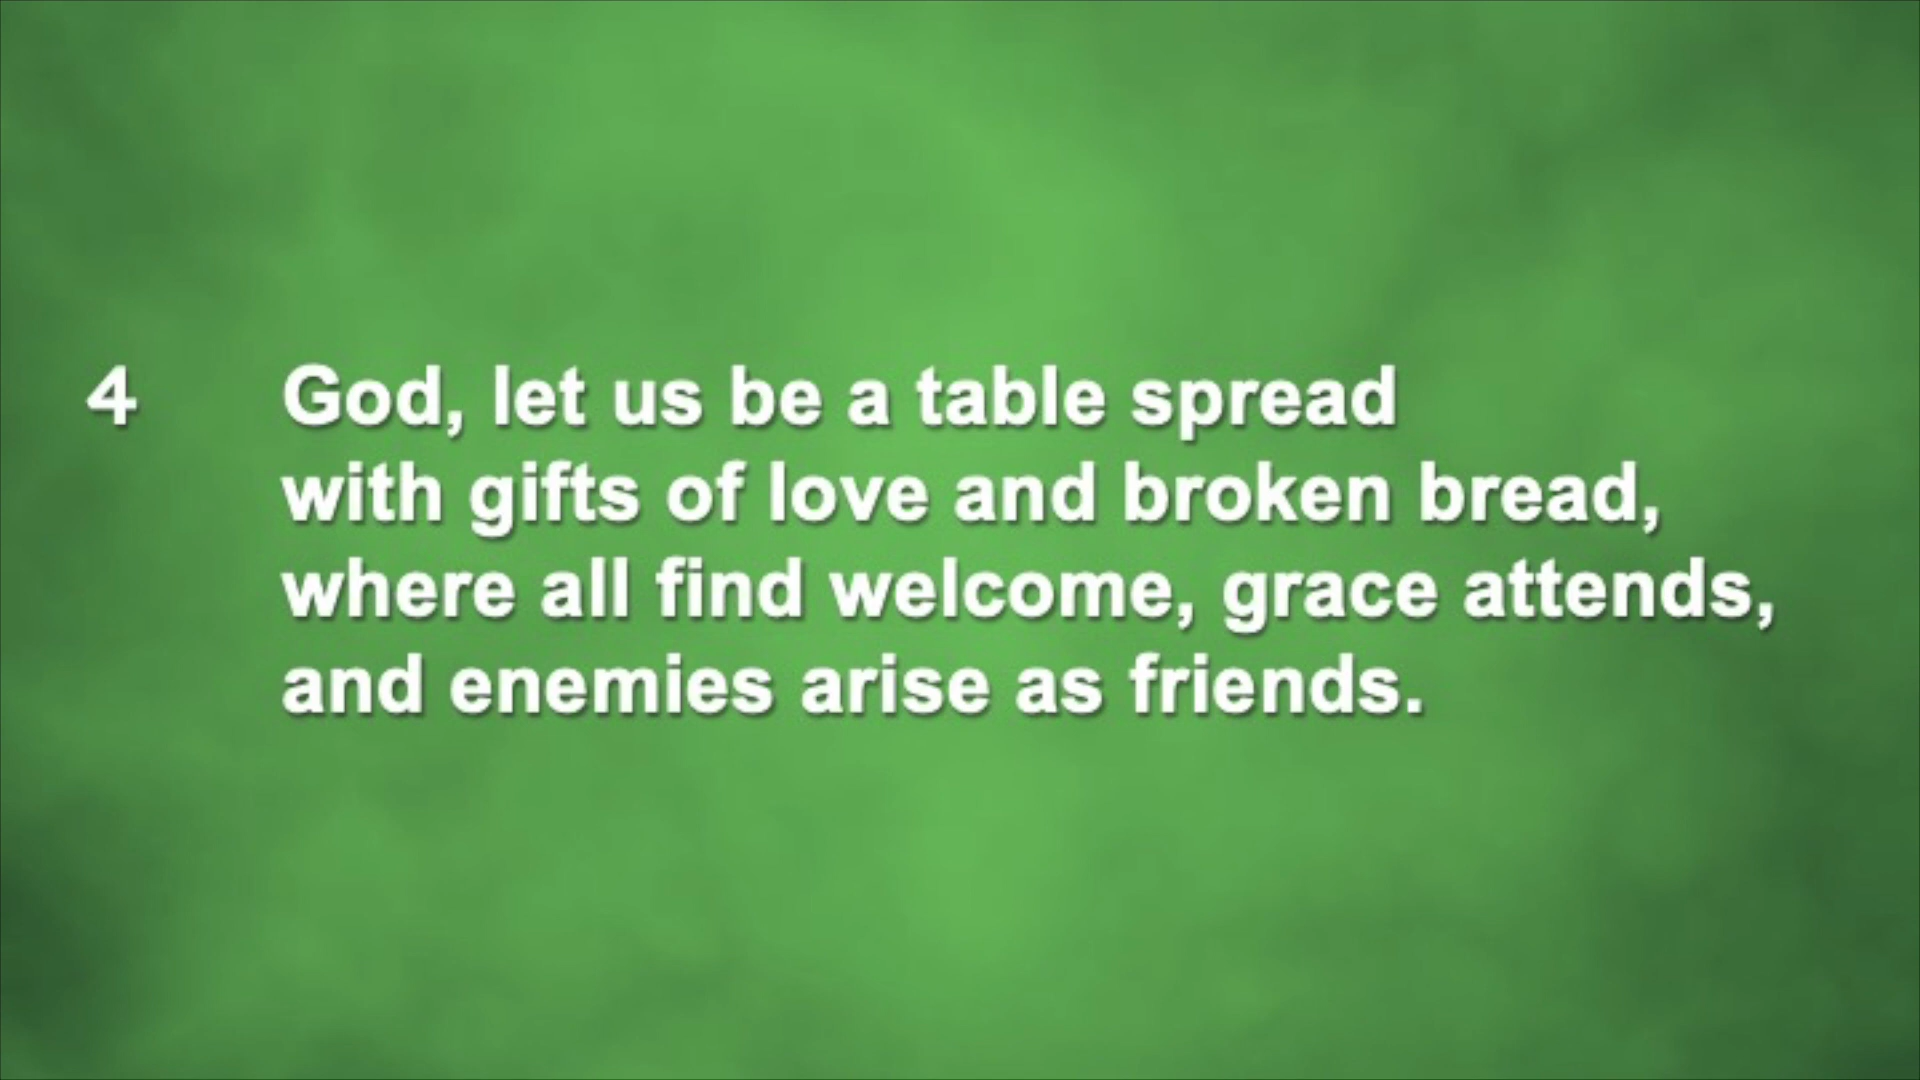 4 God, let us be a table spread
with gifts of love and broken bread,
where all find welcome, grace attends,
and enemies arise as friends.